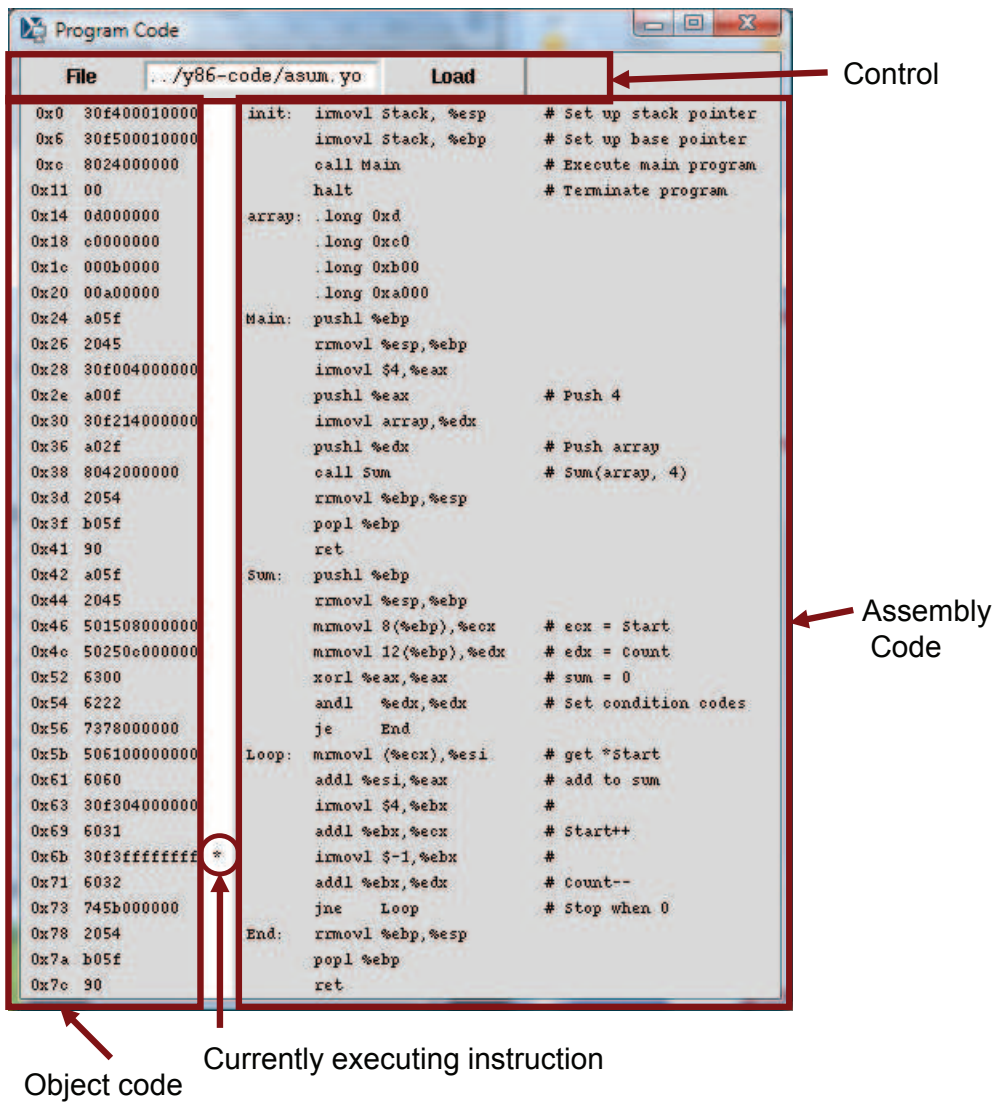 Program Code
File ../y86-code/asum.yo Load
Control
0x0 30f400010000 init: irmovl Stack, %esp # Set up stack pointer
0x6 30f500010000 irmovl Stack, %ebp # Set up base pointer
0xc 8024000000 call Main # Execute main program
0x11 00 halt # Terminate program
0x14 0d000000 array: .long 0xd
0x18 c0000000 .long 0xc0
0x1c 000b0000 .long 0xb00
0x20 00a00000 .long 0xa000
0x24 a05f Main: pushl %ebp
0x26 2045 rrmovl %esp,%ebp
0x28 30f004000000 irmovl $4,%eax
0x2e a00f pushl %eax # Push 4
0x30 30f214000000 irmovl array,%edx
0x36 a02f pushl %edx # Push array
0x38 8042000000 call Sum # Sum(array, 4)
0x3d 2054 rrmovl %ebp,%esp
0x3f b05f popl %ebp
0x41 90 ret
0x42 a05f Sum: pushl %ebp
0x44 2045 rrmovl %esp,%ebp
0x46 501508000000 mrmovl 8(%ebp),%ecx # ecx = Start
0x4c 50250c000000 mrmovl 12(%ebp),%edx # edx = Count
0x52 6300 xorl %eax,%eax # sum = 0
0x54 6222 andl %edx,%edx # Set condition codes
0x56 7378000000 je End
0x5b 506100000000 Loop: mrmovl (%ecx),%esi # get *Start
0x61 6060 addl %esi,%eax # add to sum
0x63 30f304000000 irmovl $4,%ebx #
0x69 6031 addl %ebx,%ecx # Start++
0x6b 30f3ffffffff * irmovl $-1,%ebx #
0x71 6032 addl %ebx,%edx # Count--
0x73 745b000000 jne Loop # Stop when 0
0x78 2054 End: rrmovl %ebp,%esp
0x7a b05f popl %ebp
0x7c 90 ret
Assembly
Code
Currently executing instruction
Object code